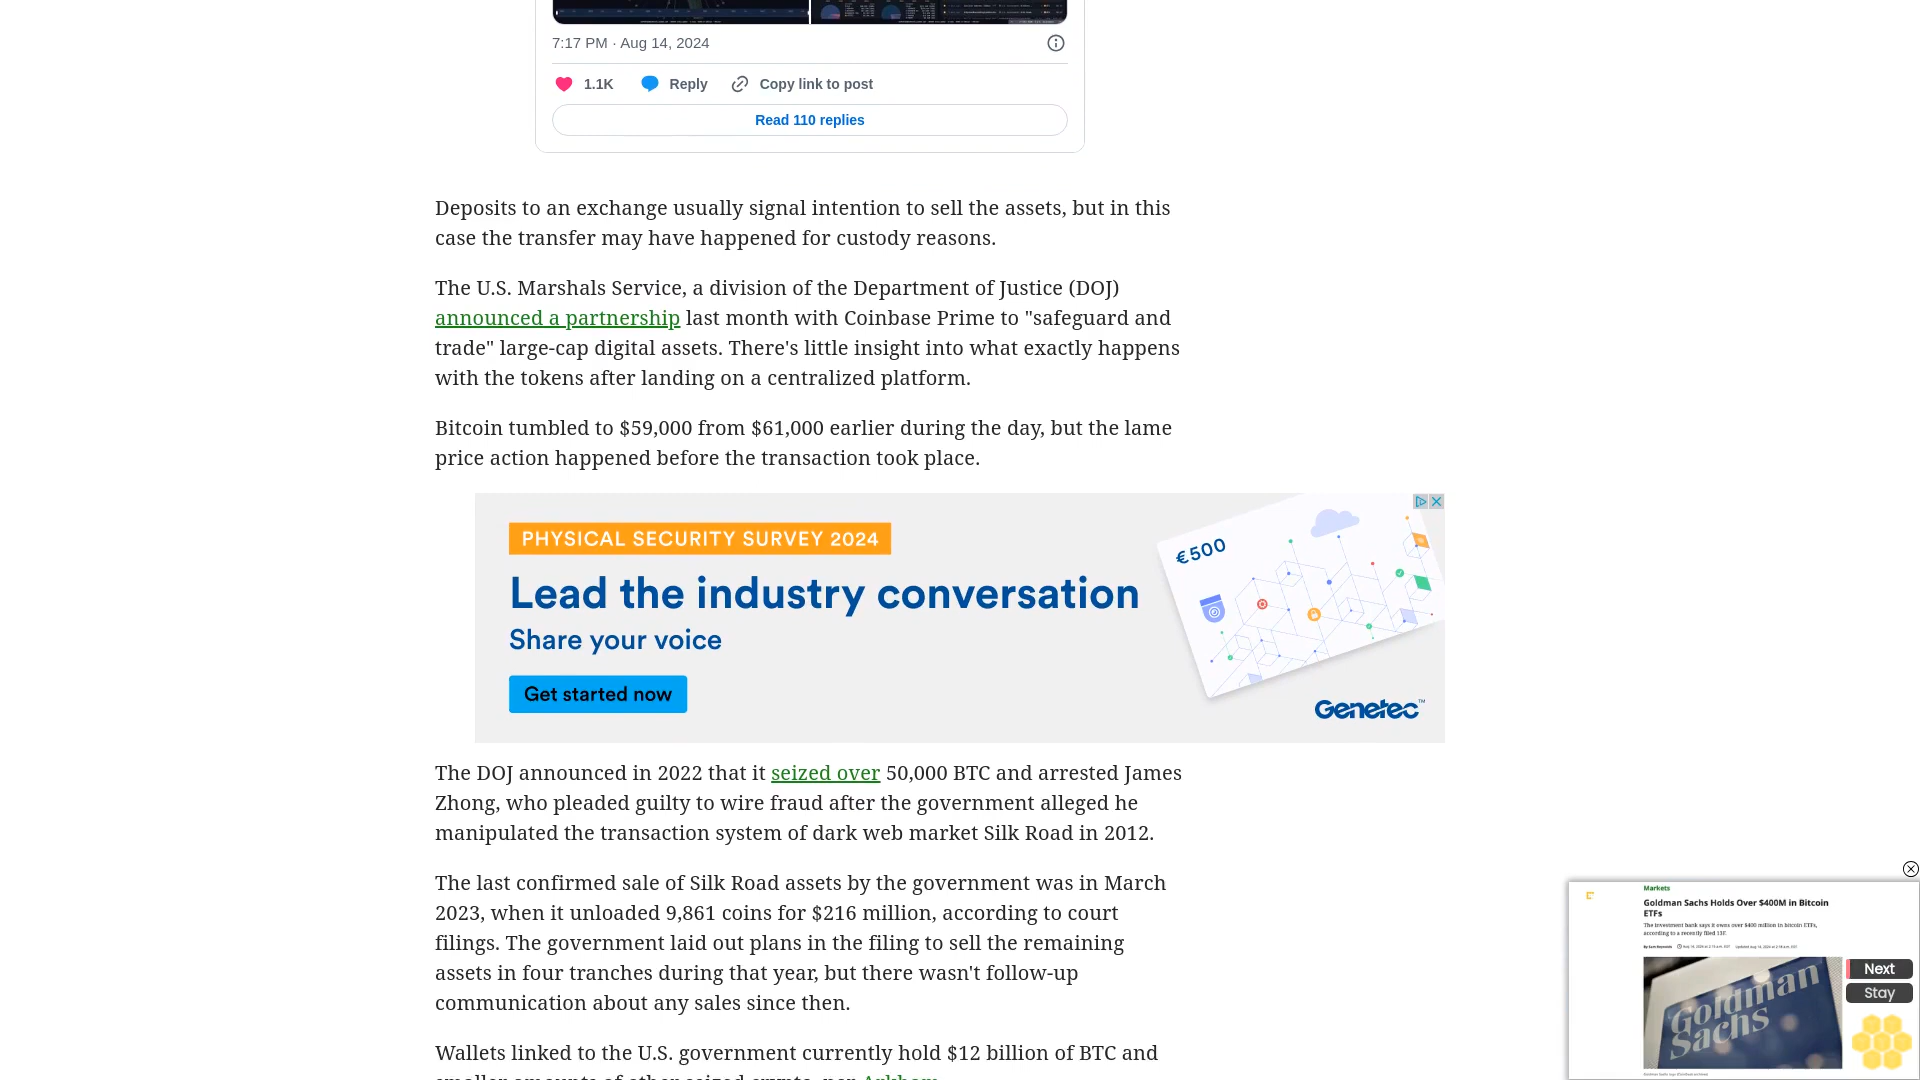 7:17 PM · Aug 14, 2024
1.1K Reply Copy link to post
Read 110 replies
Deposits to an exchange usually signal intention to sell the assets, but in this
case the transfer may have happened for custody reasons.
The U.S. Marshals Service, a division of the Department of Justice (DOJ)
announced a partnership last month with Coinbase Prime to "safeguard and
trade" large-cap digital assets. There's little insight into what exactly happens
with the tokens after landing on a centralized platform.
Bitcoin tumbled to $59,000 from $61,000 earlier during the day, but the lame
price action happened before the transaction took place.
PHYSICAL SECURITY SURVEY 2024
Lead the industry conversation
Share your voice
Get started now
€500
Genetec™
The DOJ announced in 2022 that it seized over 50,000 BTC and arrested James
Zhong, who pleaded guilty to wire fraud after the government alleged he
manipulated the transaction system of dark web market Silk Road in 2012.
The last confirmed sale of Silk Road assets by the government was in March
2023, when it unloaded 9,861 coins for $216 million, according to court
filings. The government laid out plans in the filing to sell the remaining
assets in four tranches during that year, but there wasn't follow-up
communication about any sales since then.
Wallets linked to the U.S. government currently hold $12 billion of BTC and
smaller amounts of other seized crypto, per Arkham.
Markets
Goldman Sachs Holds Over $400M in Bitcoin
ETFs
The investment bank says it owns over $400 million in bitcoin ETFs,
according to a recently filed 13F.
Goldman
Sachs
Next
Stay